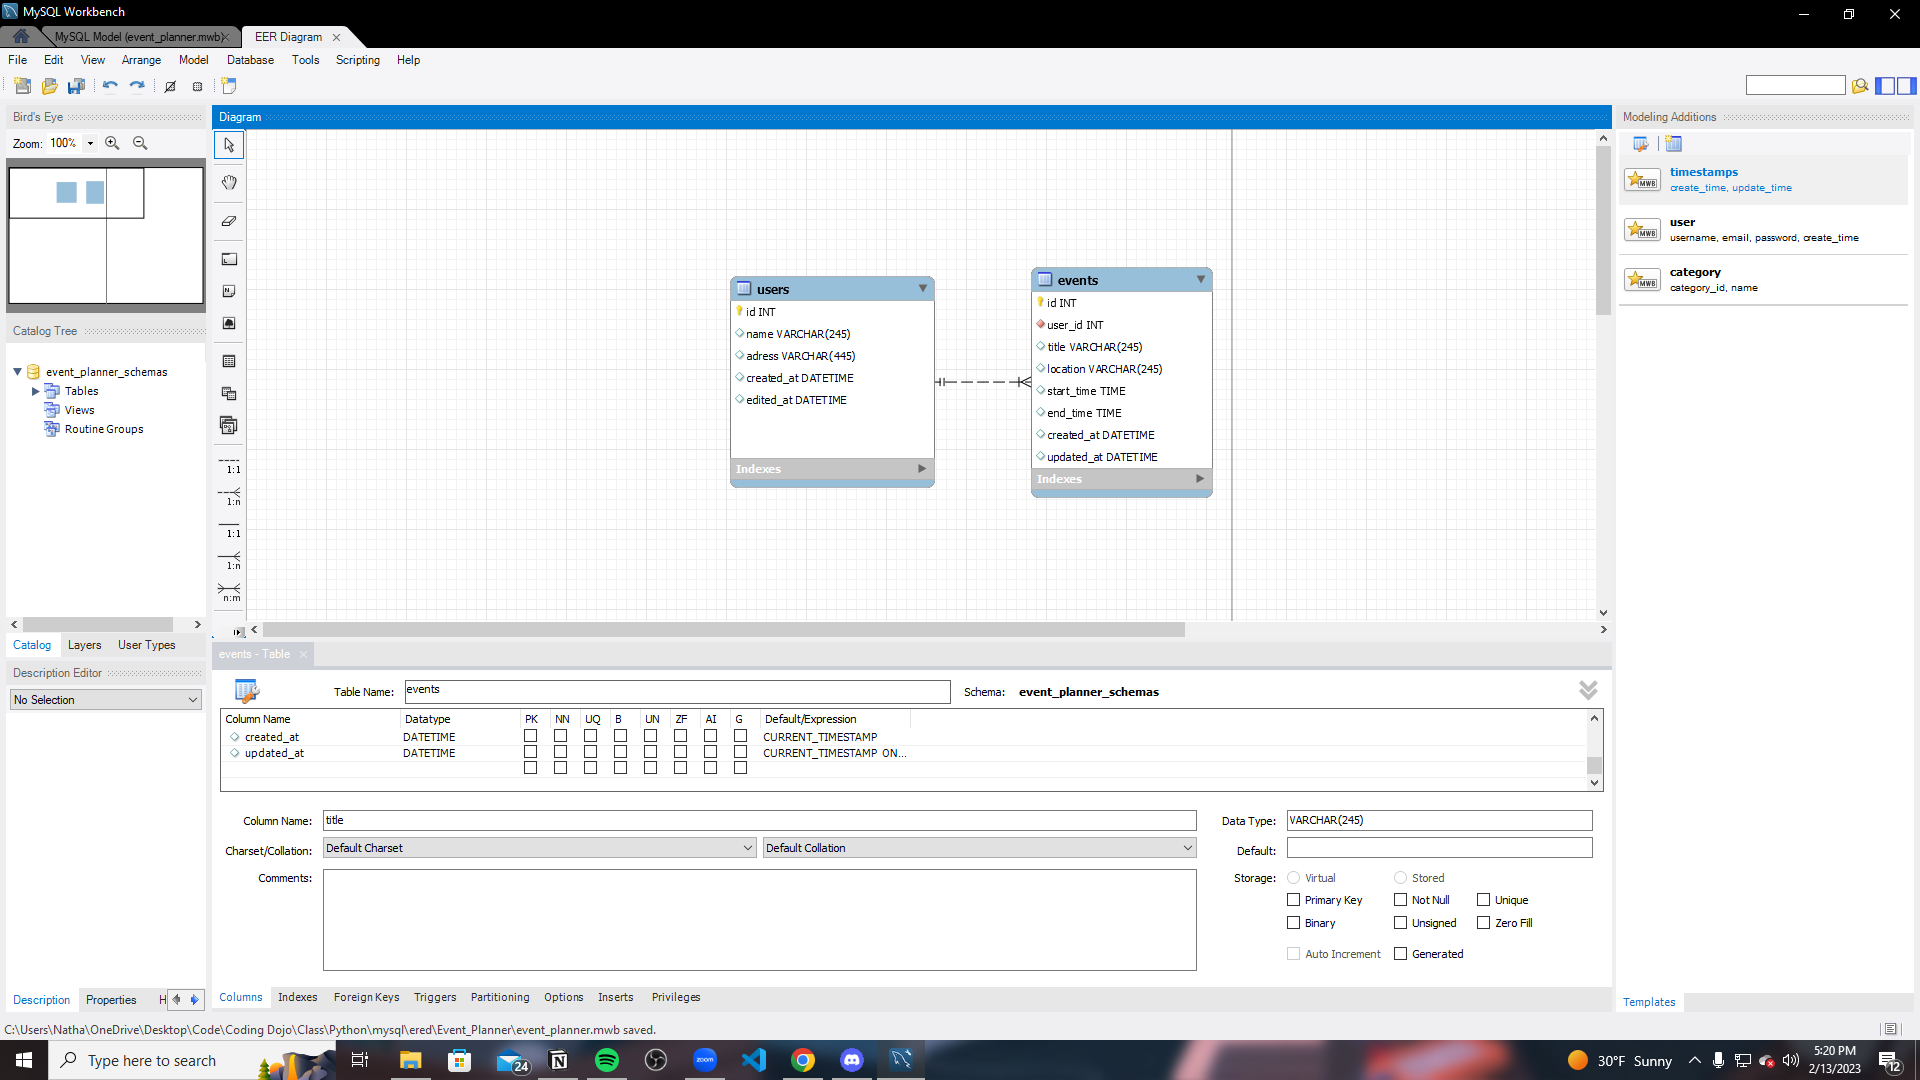 MySQL Workbench
MySQL Model (event_planner.mwb)
EER Diagram
File Edit View Arrange Model Database Tools Scripting Help
Bird's Eye
Zoom: 100%
Diagram
Modeling Additions
timestamps
create_time, update_time
user
username, email, password, create_time
category
category_id, name
Catalog Tree
event_planner_schemas
Tables
Views
Routine Groups
Catalog Layers User Types
Description Editor
No Selection
Description Properties H
1:1
1:n
1:1
1:n
n:m
users
id INT
name VARCHAR(245)
adress VARCHAR(445)
created_at DATETIME
edited_at DATETIME
Indexes
events
id INT
user_id INT
title VARCHAR(245)
location VARCHAR(245)
start_time TIME
end_time TIME
created_at DATETIME
updated_at DATETIME
Indexes
events - Table
Table Name: events Schema: event_planner_schemas
Column Name Datatype PK NN UQ B UN ZF AI G Default/Expression
created_at DATETIME CURRENT_TIMESTAMP
updated_at DATETIME CURRENT_TIMESTAMP ON...
Column Name: title Data Type: VARCHAR(245)
Charset/Collation: Default Charset Default Collation Default:
Comments: Storage: Virtual Stored
Primary Key Not Null Unique
Binary Unsigned Zero Fill
Auto Increment Generated
Columns Indexes Foreign Keys Triggers Partitioning Options Inserts Privileges
Templates
C:\Users\Natha\OneDrive\Desktop\Code\Coding Dojo\Class\Python\mysql\ered\Event_Planner\event_planner.mwb saved.
Type here to search
24
zoom
30°F Sunny
5:20 PM
2/13/2023
12